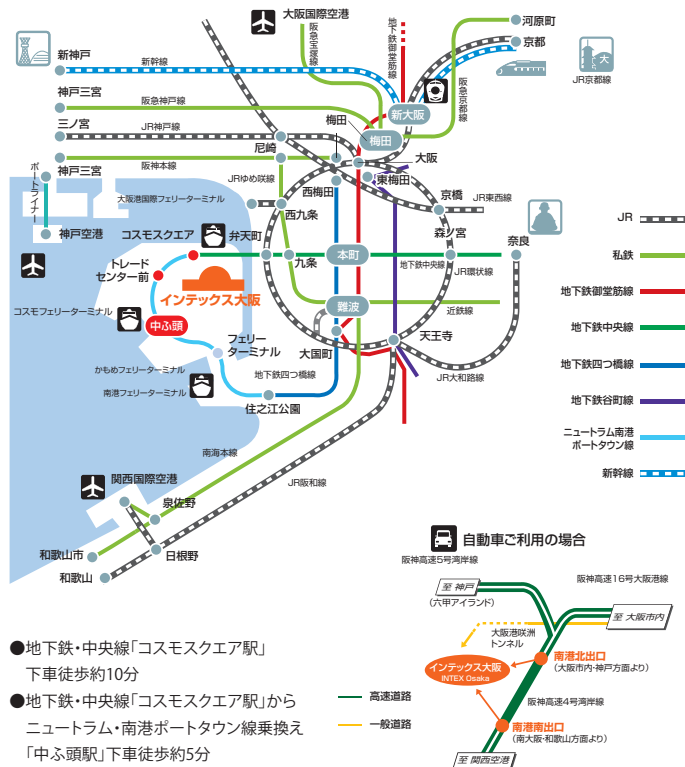 大阪国際空港
阪急宝塚線
地下鉄御堂筋線
河原町
京都
JR京都線
新神戸
新幹線
阪急京都線
神戸三宮
阪急神戸線
新大阪
三ノ宮
JR神戸線
梅田
梅田
尼崎
大阪
神戸三宮
阪神本線
東梅田
JRゆめ咲線
西梅田
京橋
JR東西線
ポートライナー
大阪港国際フェリーターミナル
西九条
神戸空港
コスモスクエア
弁天町
森ノ宮
奈良
九条
本町
地下鉄中央線
JR環状線
トレード
センター前
インテックス大阪
難波
近鉄線
コスモフェリーターミナル
中ふ頭
フェリー
ターミナル
大国町
天王寺
かもめフェリーターミナル
地下鉄四つ橋線
JR大和路線
南港フェリーターミナル
住之江公園
南海本線
関西国際空港
JR阪和線
泉佐野
和歌山市
日根野
和歌山
JR
私鉄
地下鉄御堂筋線
地下鉄中央線
地下鉄四つ橋線
地下鉄谷町線
ニュートラム南港
ポートタウン線
新幹線
自動車ご利用の場合
阪神高速5号湾岸線
阪神高速16号大阪港線
至 神戸
(六甲アイランド)
至 大阪市内
大阪港咲洲
トンネル
インテックス大阪
INTEX Osaka
南港北出口
(大阪市内・神戸方面より)
高速道路
阪神高速4号湾岸線
一般道路
南港南出口
(南大阪・和歌山方面より)
至 関西空港
●地下鉄・中央線「コスモスクエア駅」
下車徒歩約10分
●地下鉄・中央線「コスモスクエア駅」から
ニュートラム・南港ポートタウン線乗換え
「中ふ頭駅」下車徒歩約5分
大